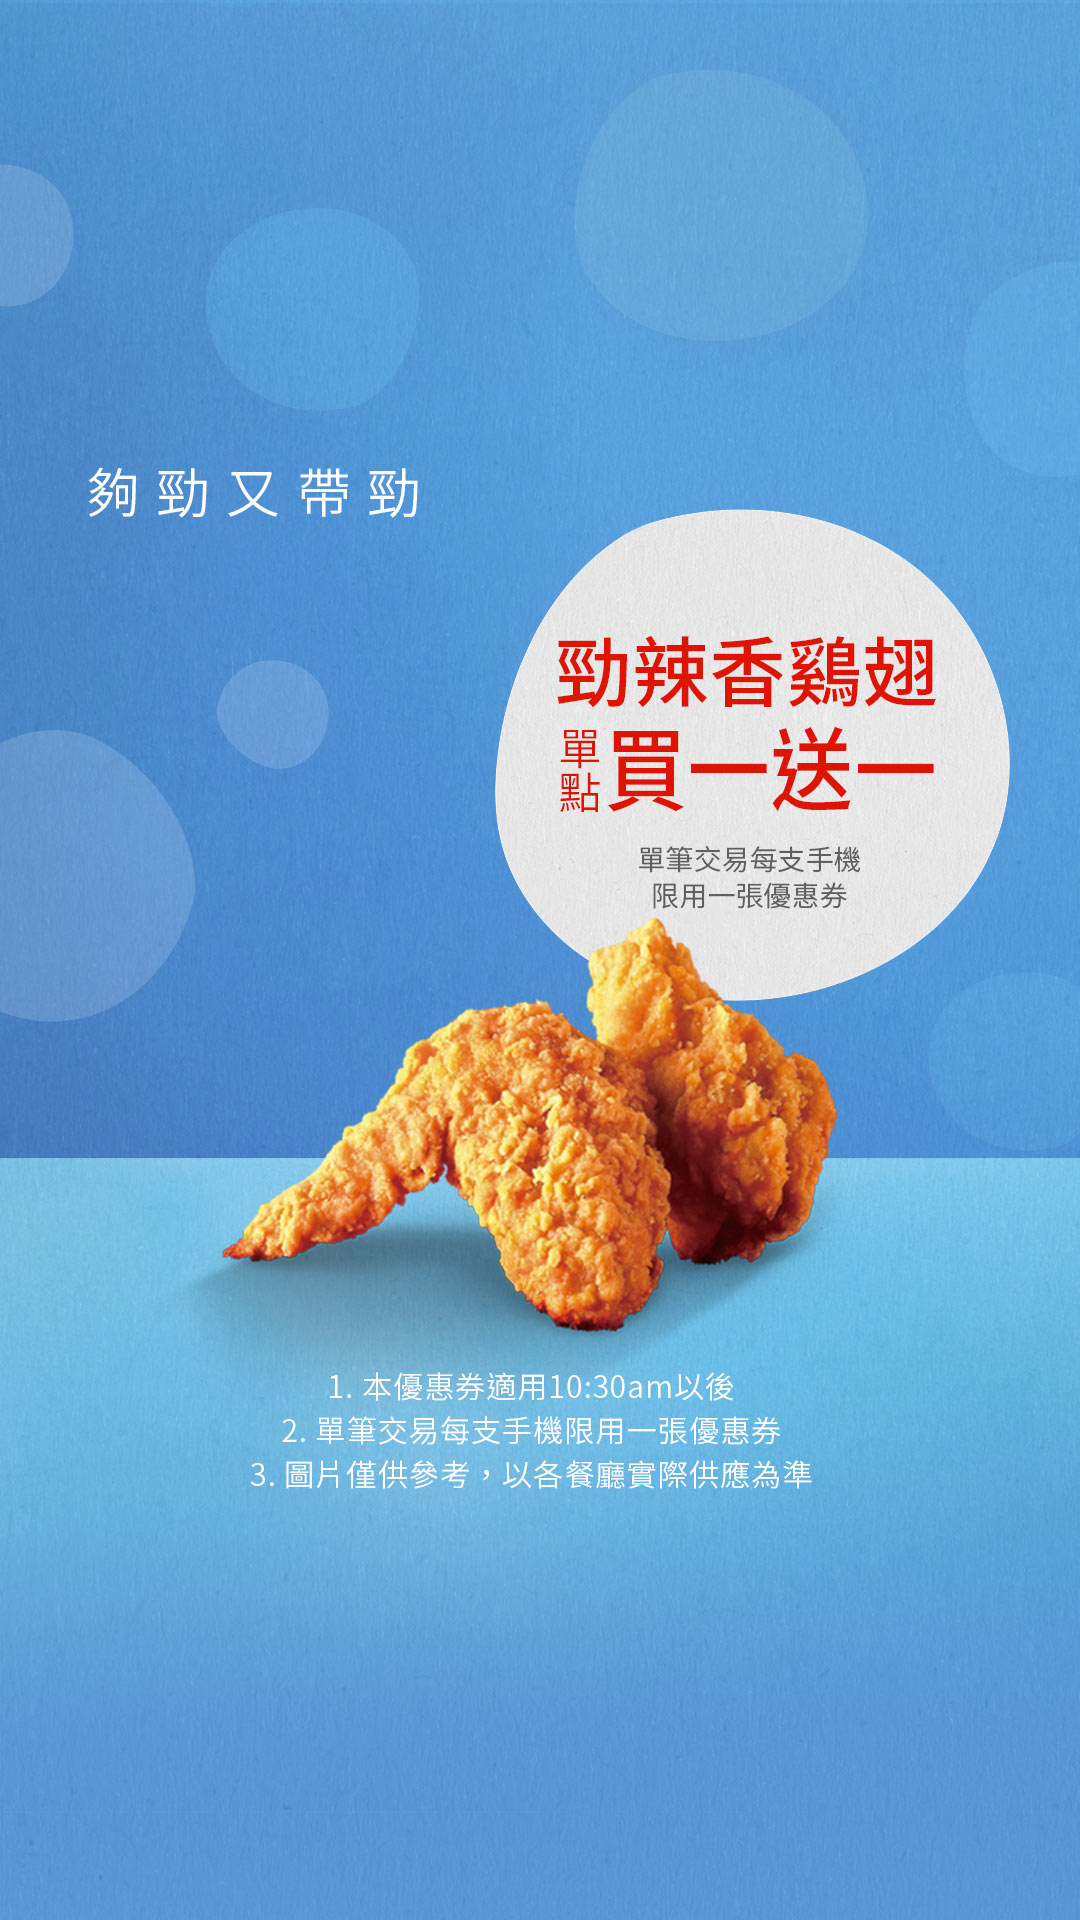 夠勁又帶勁
勁辣香鷄翅
單點買一送一
單筆交易每支手機
限用一張優惠券
1. 本優惠券適用10:30am以後
2. 單筆交易每支手機限用一張優惠券
3. 圖片僅供參考，以各餐廳實際供應為準